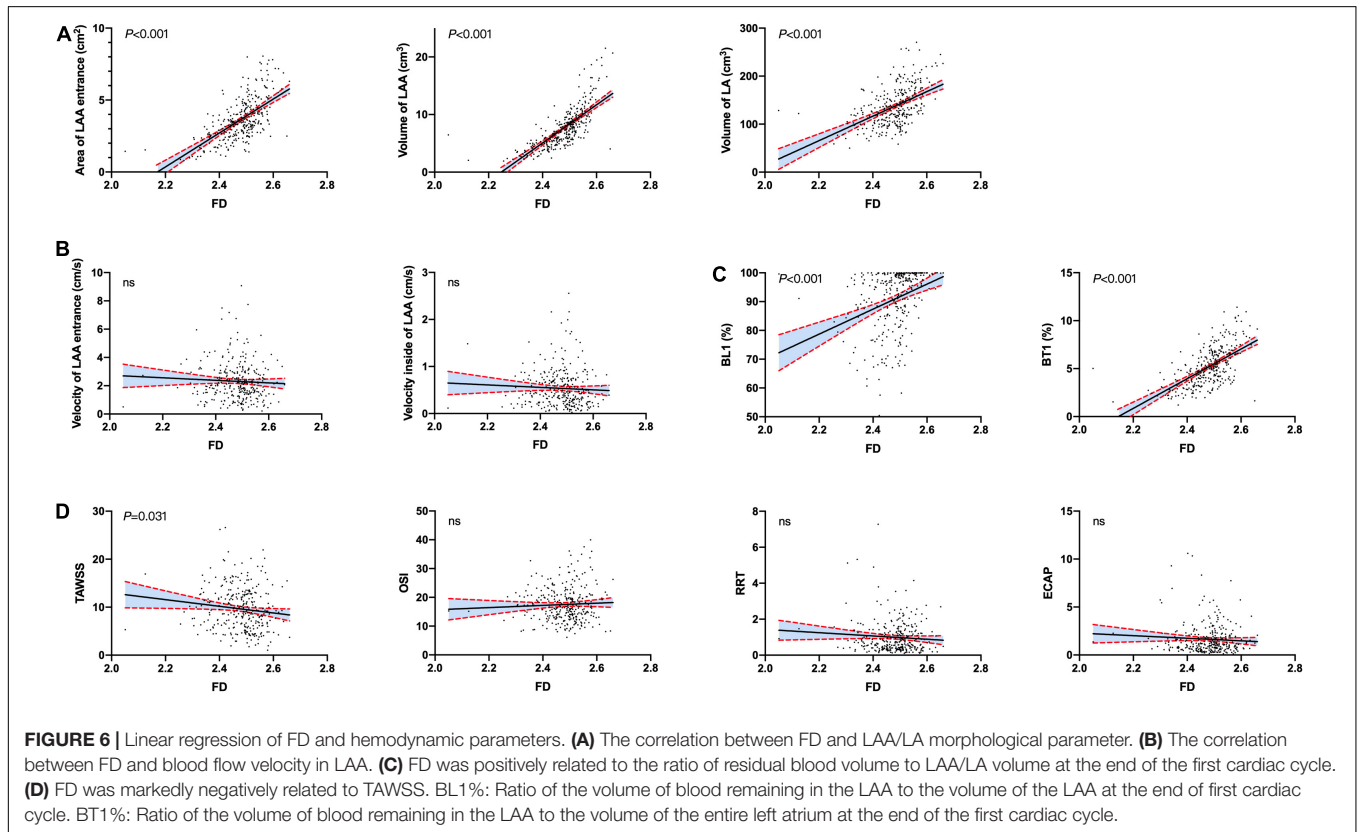 A
P<0.001
Area of LAA entrance (cm²)
10
5
0
2.0 2.2 2.4 2.6 2.8
FD
P<0.001
Volume of LAA (cm³)
20
10
0
2.0 2.2 2.4 2.6 2.8
FD
P<0.001
Volume of LA (cm³)
300
200
100
0
2.0 2.2 2.4 2.6 2.8
FD
B
ns
Velocity of LAA entrance (cm/s)
10
8
6
4
2
0
2.0 2.2 2.4 2.6 2.8
FD
ns
Velocity inside of LAA (cm/s)
3
2
1
0
2.0 2.2 2.4 2.6 2.8
FD
C
P<0.001
BL1 (%)
100
90
80
70
60
50
2.0 2.2 2.4 2.6 2.8
FD
P<0.001
BT1 (%)
15
10
5
0
2.0 2.2 2.4 2.6 2.8
FD
D
P=0.031
TAWSS
30
20
10
0
2.0 2.2 2.4 2.6 2.8
FD
ns
OSI
50
40
30
20
10
0
2.0 2.2 2.4 2.6 2.8
FD
ns
RRT
8
6
4
2
0
2.0 2.2 2.4 2.6 2.8
FD
ns
ECAP
15
10
5
0
2.0 2.2 2.4 2.6 2.8
FD
FIGURE 6 | Linear regression of FD and hemodynamic parameters. (A) The correlation between FD and LAA/LA morphological parameter. (B) The correlation
between FD and blood flow velocity in LAA. (C) FD was positively related to the ratio of residual blood volume to LAA/LA volume at the end of the first cardiac cycle.
(D) FD was markedly negatively related to TAWSS. BL1%: Ratio of the volume of blood remaining in the LAA to the volume of the LAA at the end of first cardiac
cycle. BT1%: Ratio of the volume of blood remaining in the LAA to the volume of the entire left atrium at the end of the first cardiac cycle.